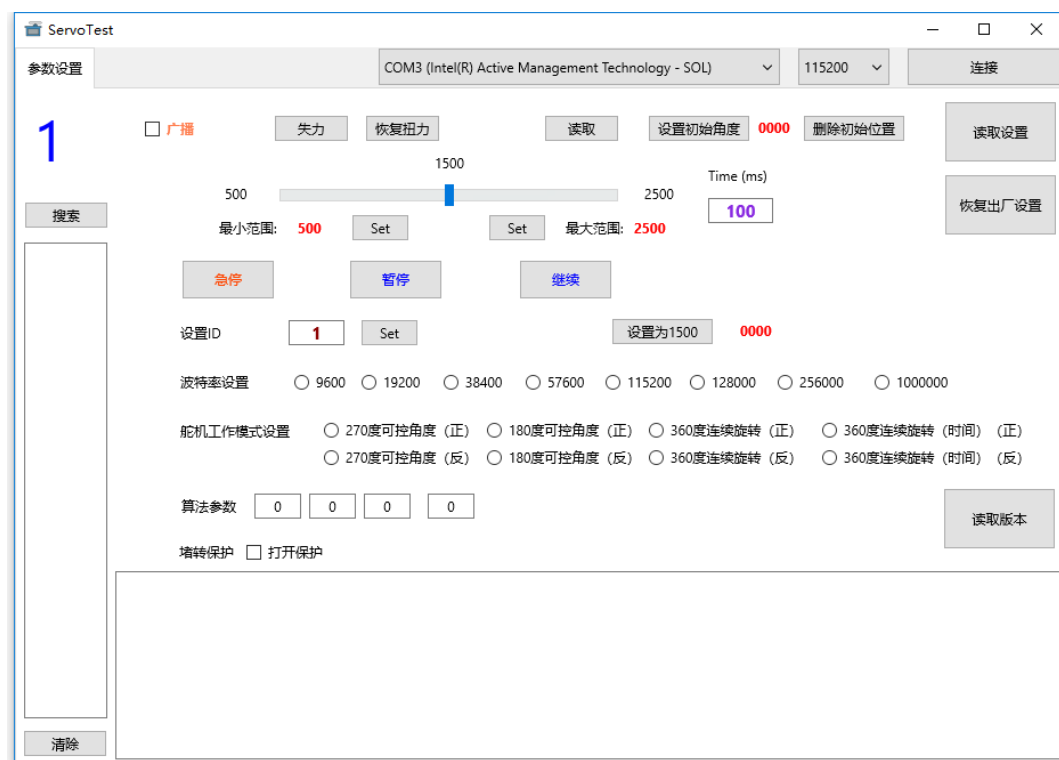 ServoTest
参数设置 COM3 (Intel(R) Active Management Technology - SOL) 115200 连接
1 广播 失力 恢复扭力 读取 设置初始角度 0000 删除初始位置 读取设置
1500
Time (ms)
500 2500
搜索 100 恢复出厂设置
最小范围: 500 Set Set 最大范围: 2500
急停 暂停 继续
设置ID 1 Set 设置为1500 0000
波特率设置 9600 19200 38400 57600 115200 128000 256000 1000000
舵机工作模式设置 270度可控角度 (正) 180度可控角度 (正) 360度连续旋转 (正) 360度连续旋转 (时间) (正)
270度可控角度 (反) 180度可控角度 (反) 360度连续旋转 (反) 360度连续旋转 (时间) (反)
算法参数 0 0 0 0 读取版本
堵转保护 打开保护
清除